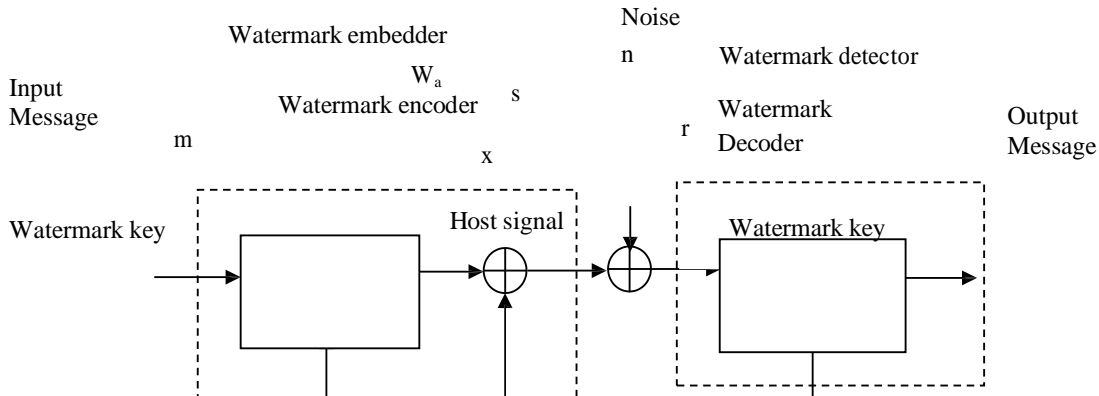 Noise
Watermark embedder
n
Watermark detector
Wa
Input
Message
Watermark encoder
s
Watermark
Decoder
Output
Message
m
r
x
Host signal
Watermark key
Watermark key